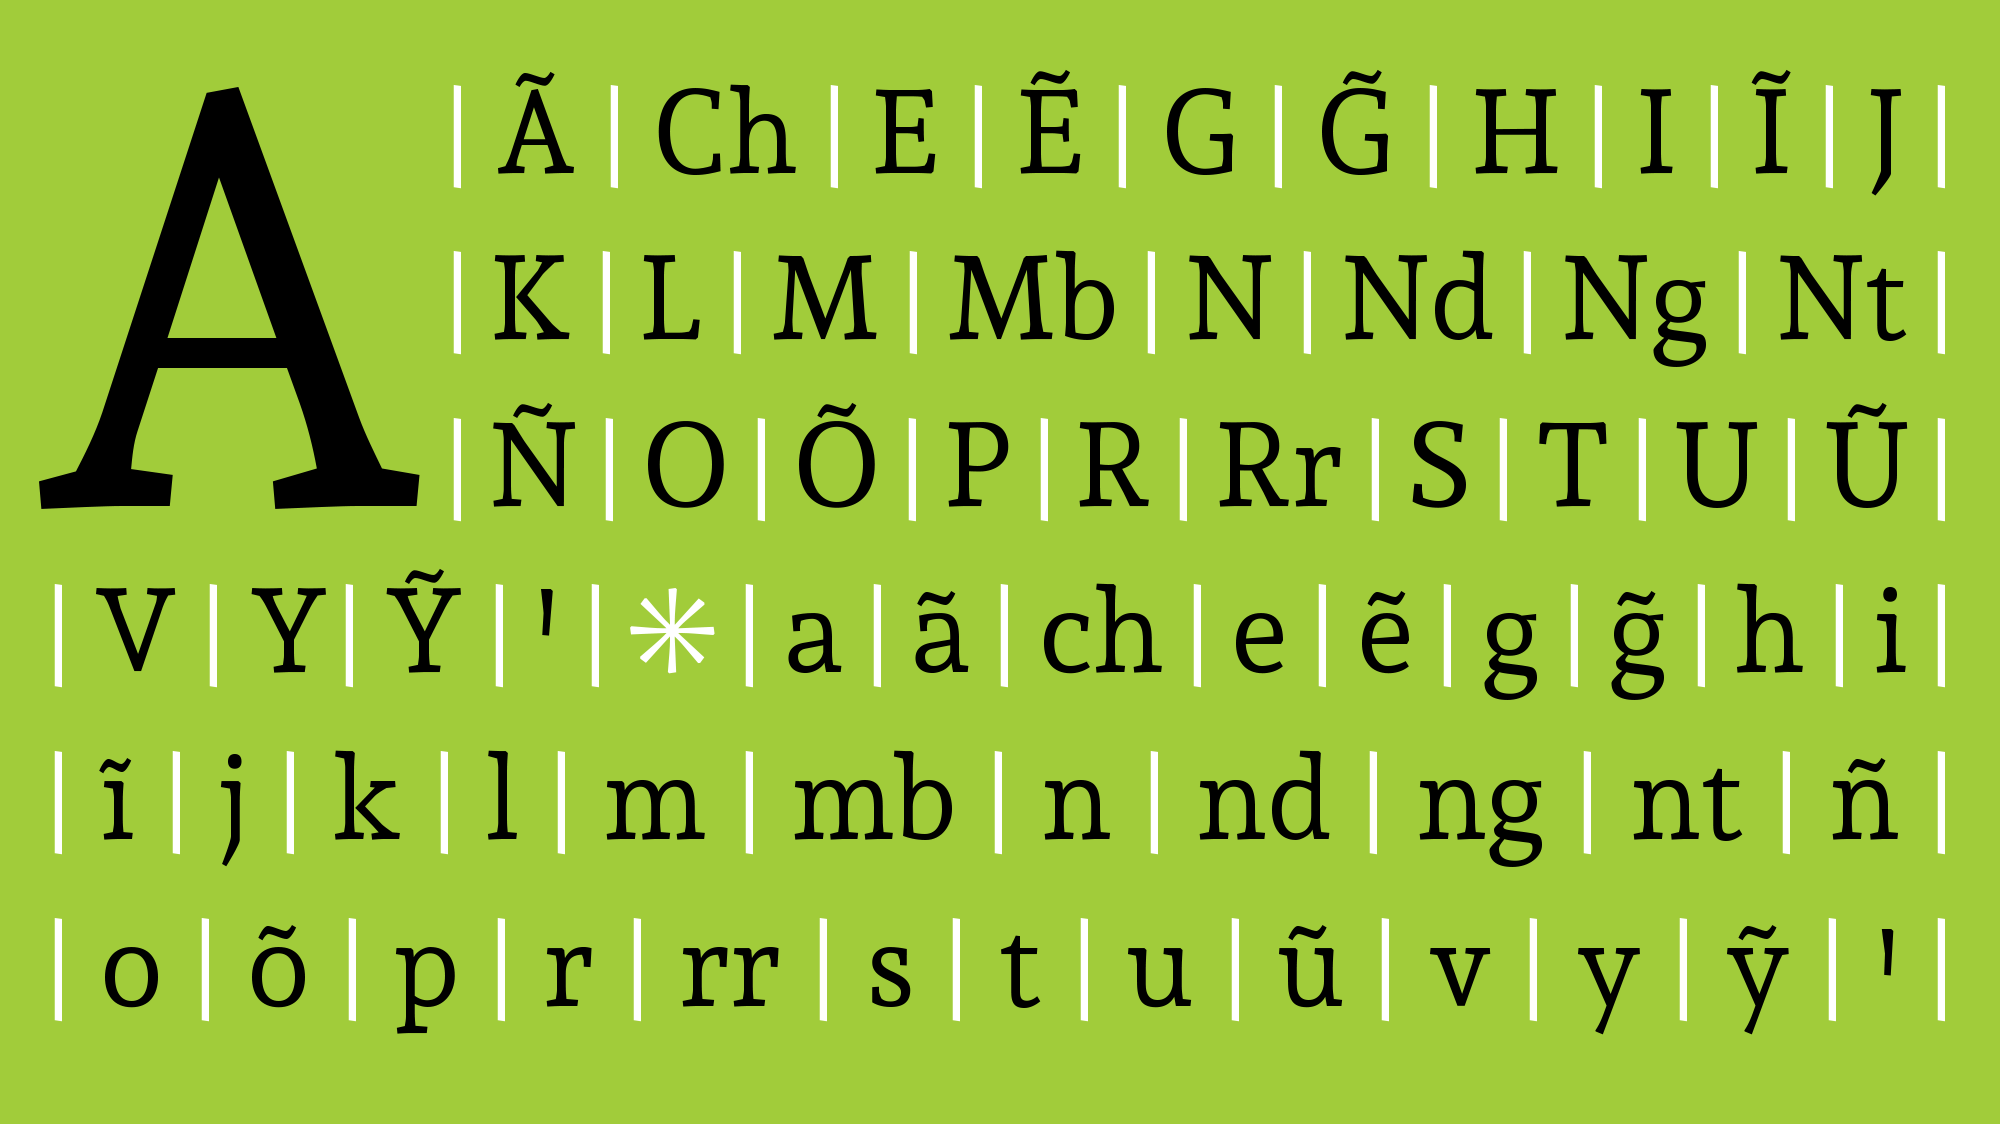 A | Ã | Ch | E | Ẽ | G | G̃ | H | I | Ĩ | J |
| K | L | M | Mb | N | Nd | Ng | Nt |
| Ñ | O | Õ | P | R | Rr | S | T | U | Ũ |
| V | Y | Ỹ | ' | * | a | ã | ch | e | ẽ | g | g̃ | h | i |
| ĩ | j | k | l | m | mb | n | nd | ng | nt | ñ |
| o | õ | p | r | rr | s | t | u | ũ | v | y | ỹ | ' |